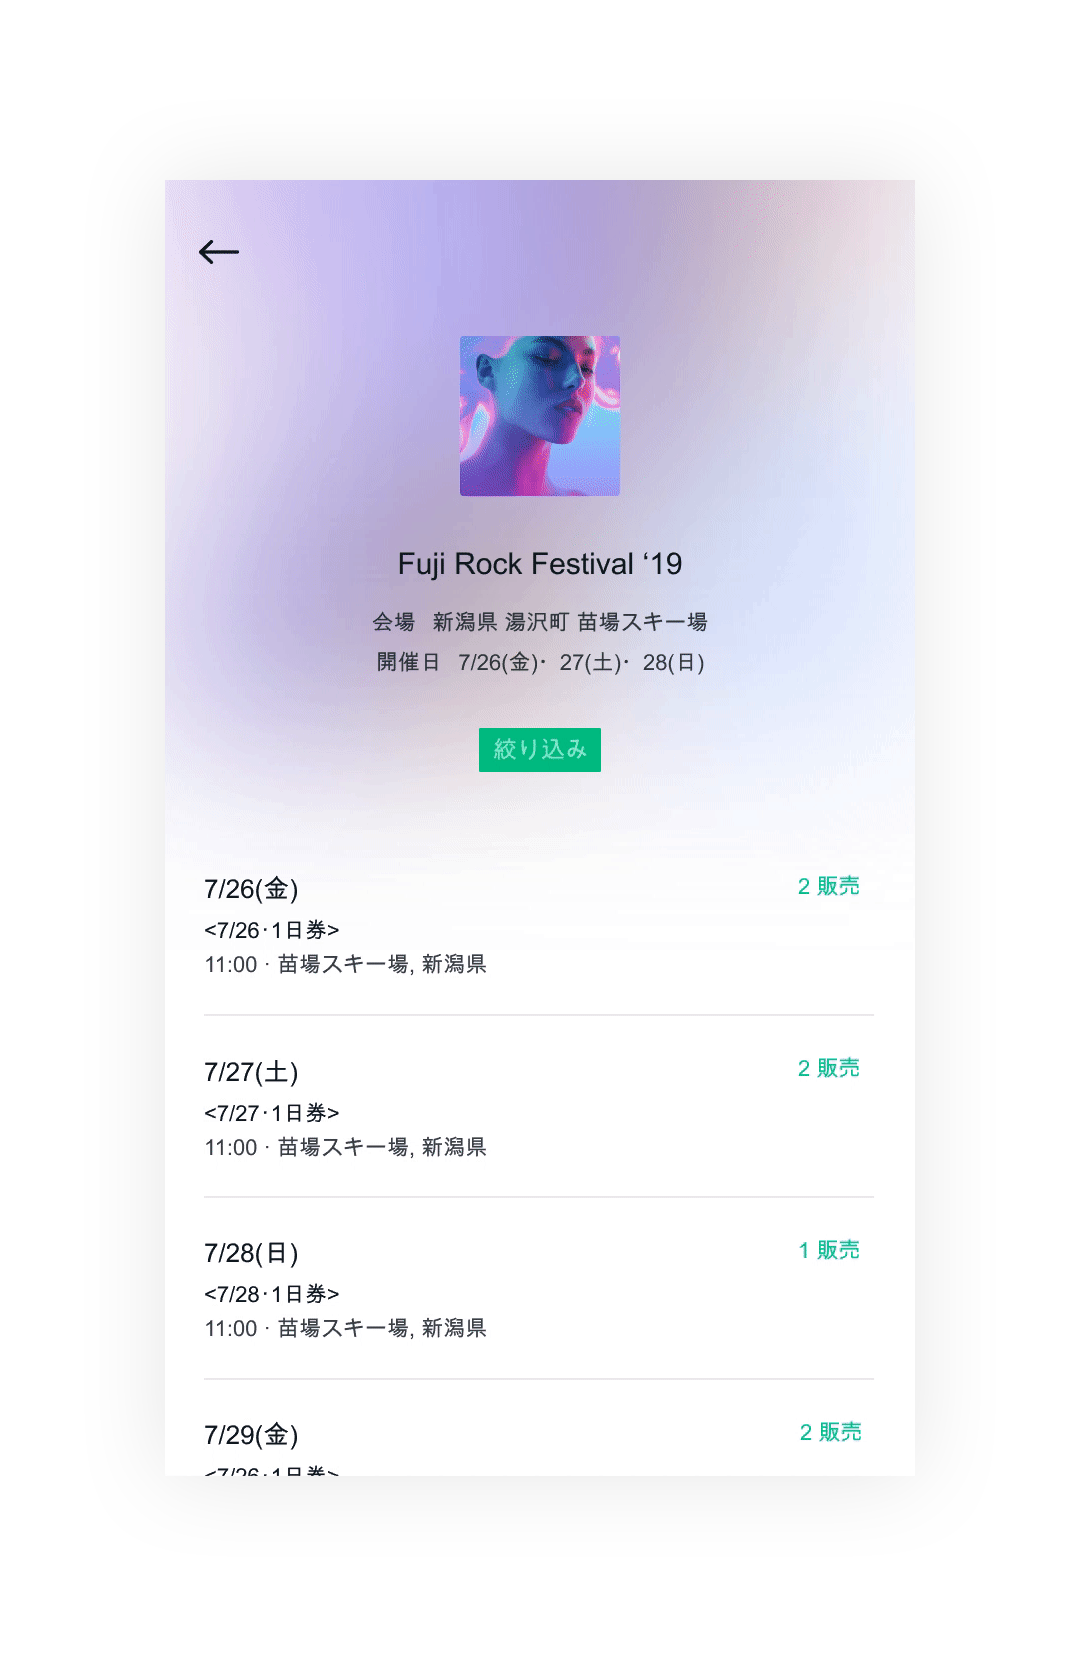 Fuji Rock Festival ‘19
会場 新潟県 湯沢町 苗場スキー場
開催日 7/26(金)・27(土)・28(日)
絞り込み
7/26(金) 2 販売
<7/26·1日券>
11:00 · 苗場スキー場, 新潟県
7/27(土) 2 販売
<7/27·1日券>
11:00 · 苗場スキー場, 新潟県
7/28(日) 1 販売
<7/28·1日券>
11:00 · 苗場スキー場, 新潟県
7/29(金) 2 販売
<7/26·1日券>